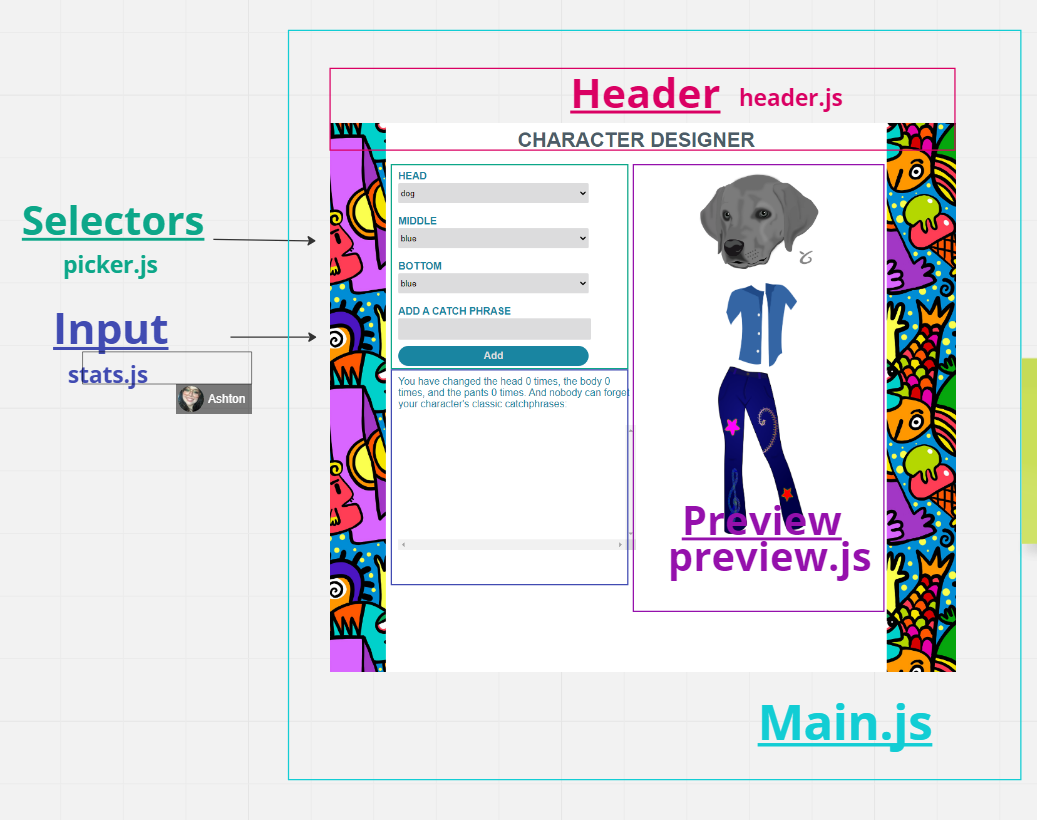 Header header.js
CHARACTER DESIGNER
Selectors
picker.js
Input
stats.js
Ashton
HEAD
dog
MIDDLE
blue
BOTTOM
blue
ADD A CATCH PHRASE
Add
You have changed the head 0 times, the body 0
times, and the pants 0 times. And nobody can forget
your character's classic catchphrases:
Preview
preview.js
Main.js